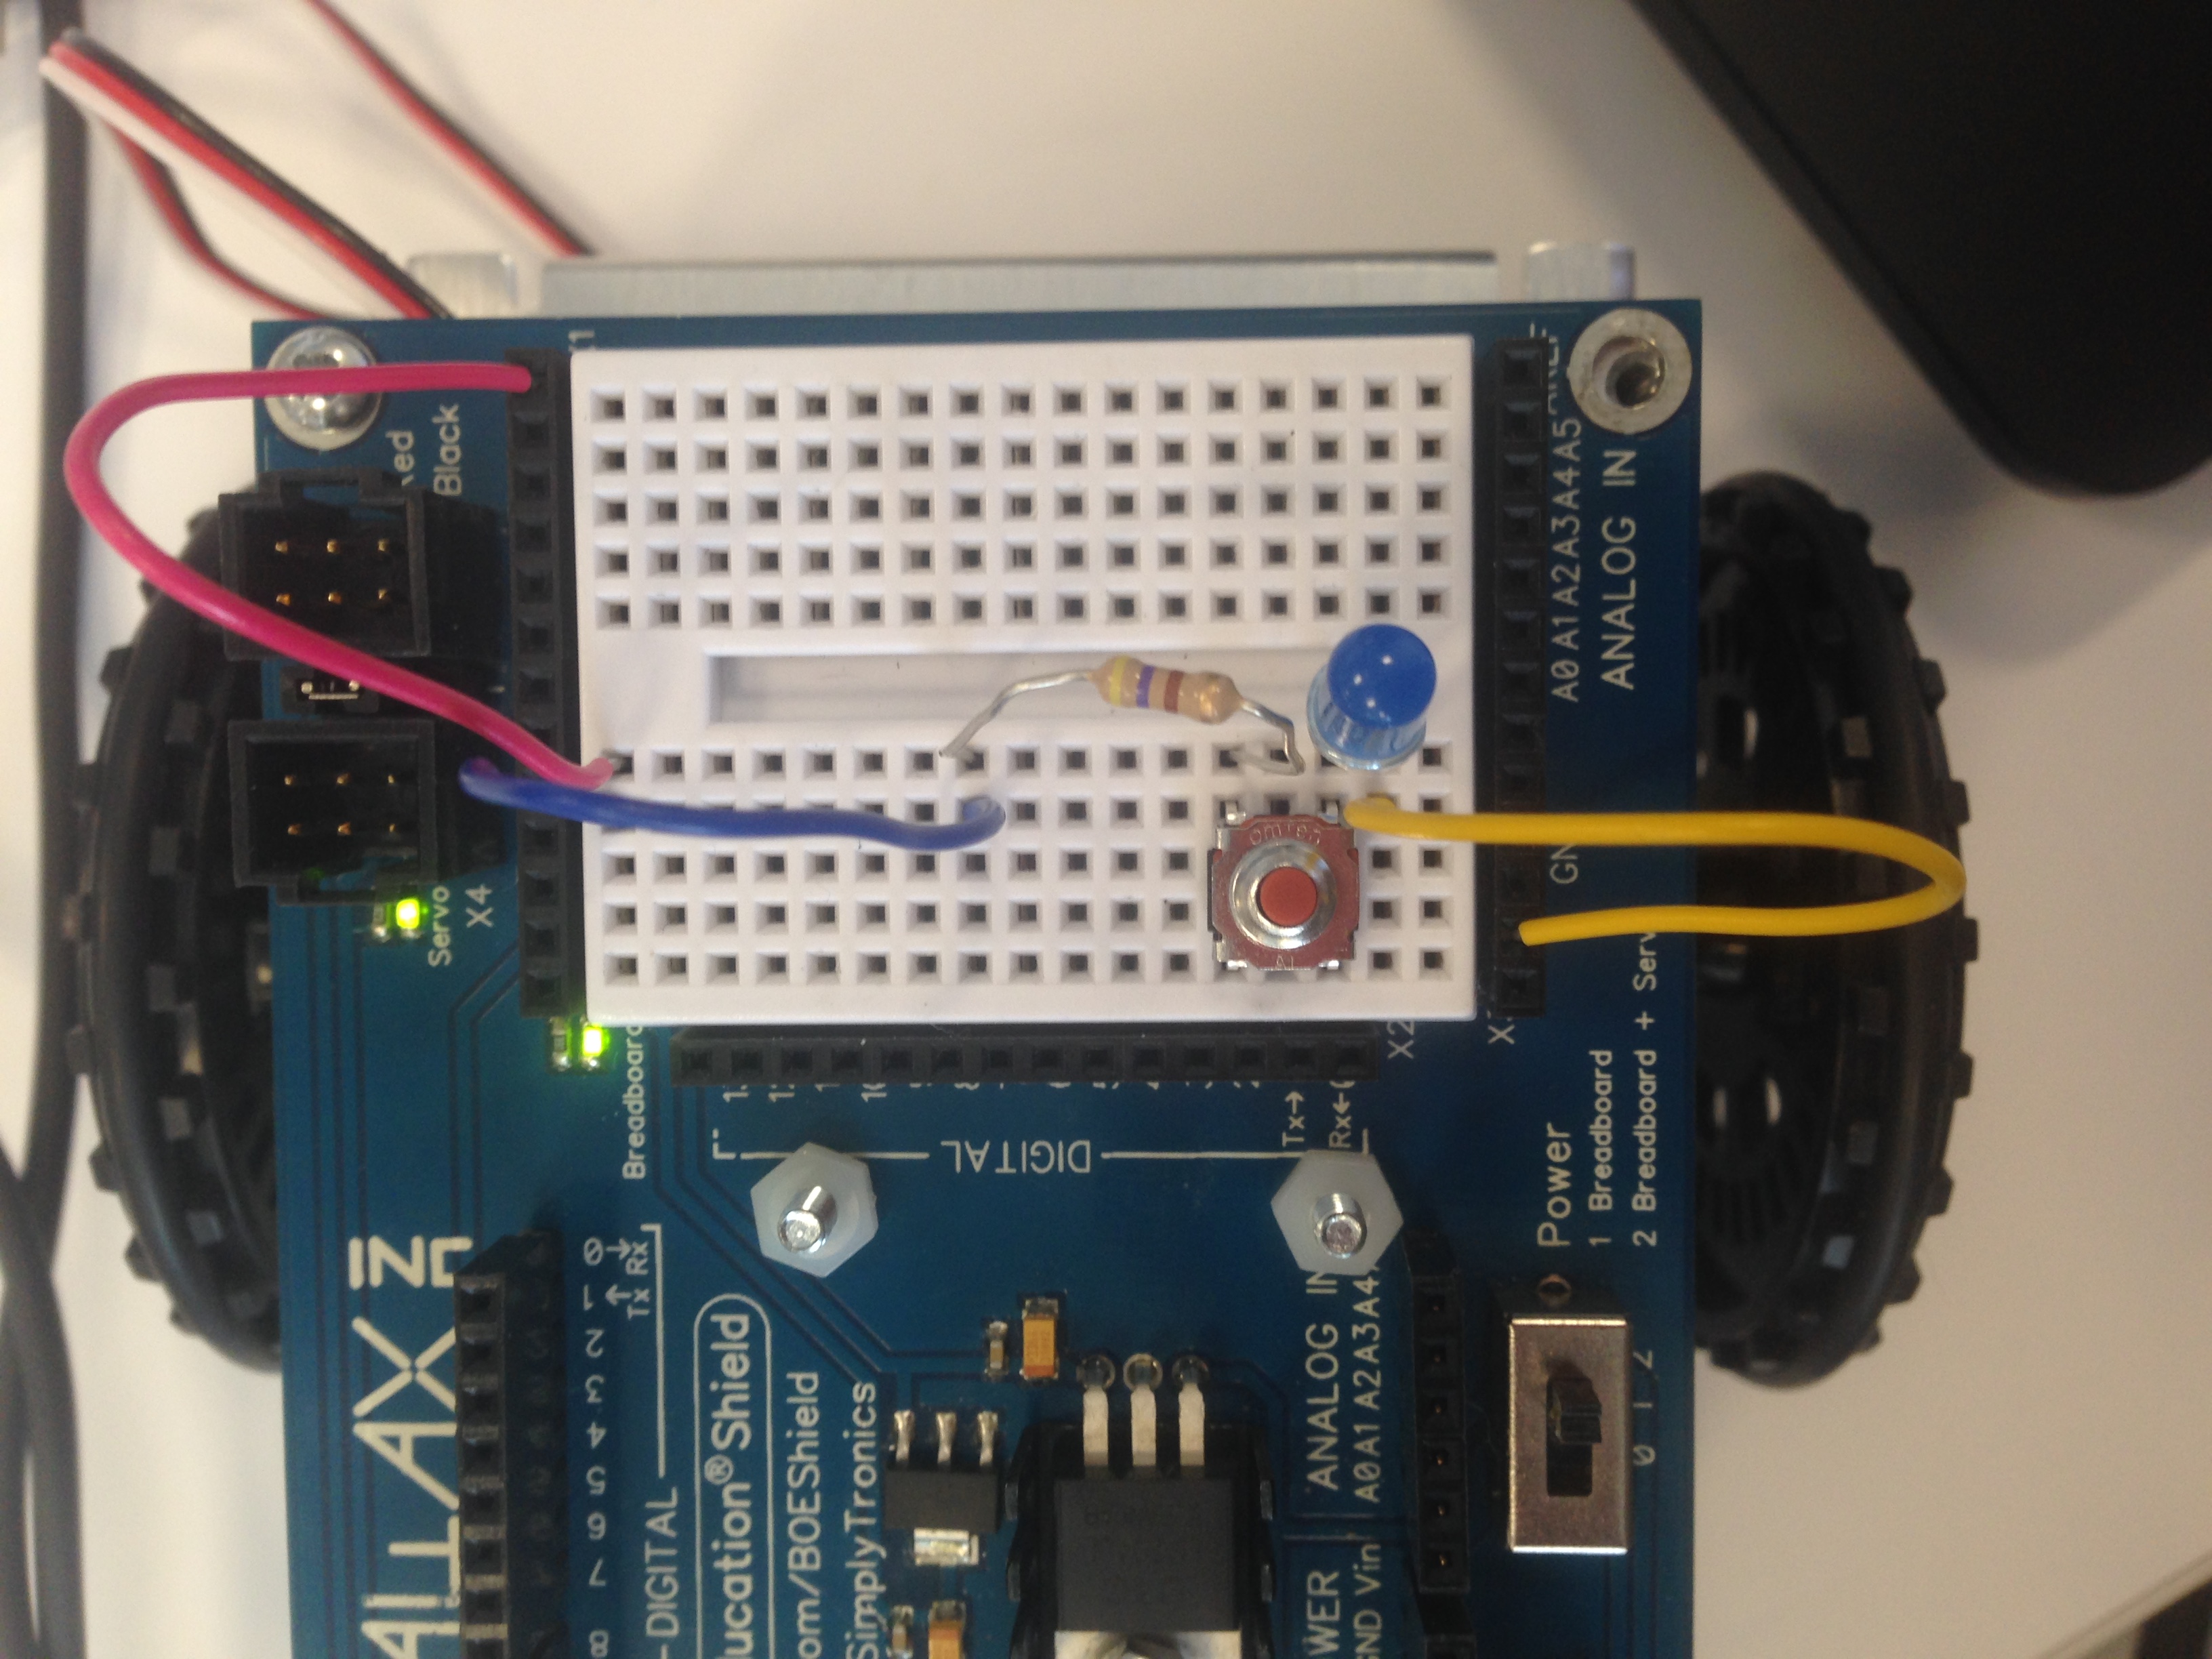 Red
Servo
Black
X4
8 7 6 5 4 3 2 1 0
Tx Rx
Breadboard
DIGITAL
ducation® Shield
om/BOEShield
SimplyTronics
DIGITAL
Tx→
Rx←
WER
ANALOG IN
GND Vin
A0 A1 A2 A3 A4
X2
Power
1 Breadboard
2 Breadboard + Serv
0 1 2
A0 A1 A2 A3 A4 A5
ANALOG IN